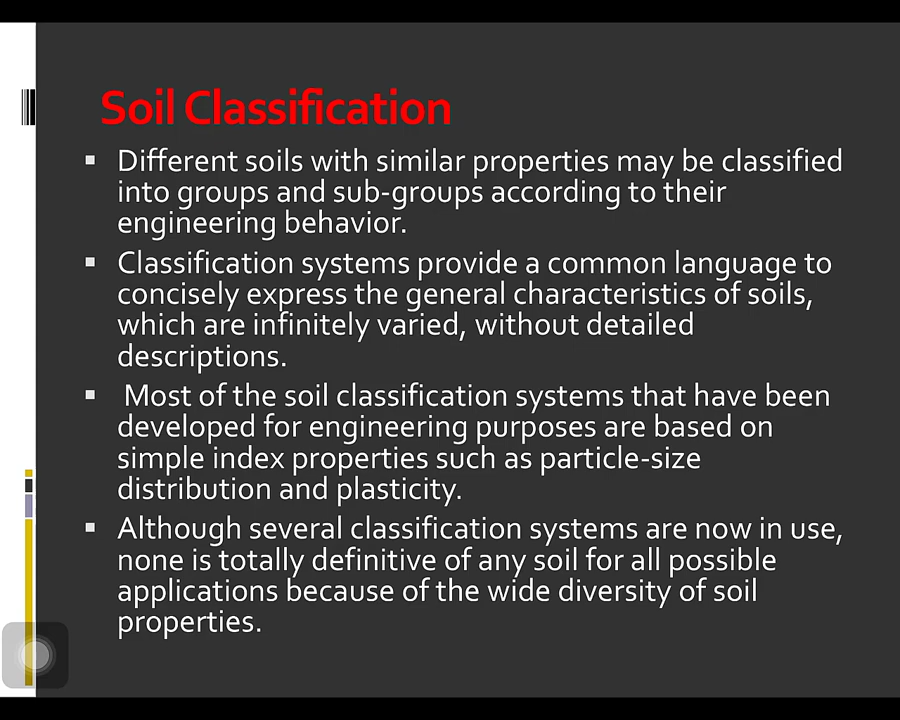 Soil Classification
▪ Different soils with similar properties may be classified
into groups and sub-groups according to their
engineering behavior.
▪ Classification systems provide a common language to
concisely express the general characteristics of soils,
which are infinitely varied, without detailed
descriptions.
▪ Most of the soil classification systems that have been
developed for engineering purposes are based on
simple index properties such as particle-size
distribution and plasticity.
▪ Although several classification systems are now in use,
none is totally definitive of any soil for all possible
applications because of the wide diversity of soil
properties.